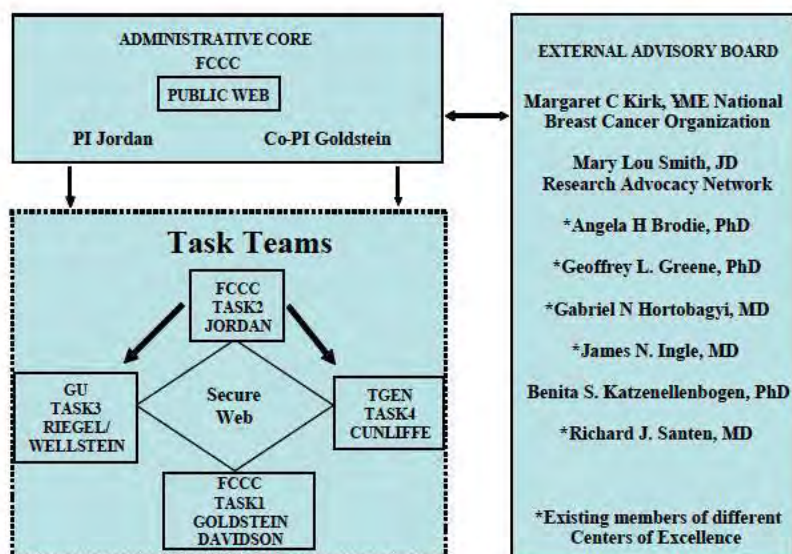 ADMINISTRATIVE CORE
FCCC
PUBLIC WEB
PI Jordan
Co-PI Goldstein
Task Teams
FCCC
TASK2
JORDAN
GU
TASK3
RIEGEL/
WELLSTEIN
Secure
Web
TGEN
TASK4
CUNLIFFE
FCCC
TASK1
GOLDSTEIN
DAVIDSON
EXTERNAL ADVISORY BOARD
Margaret C Kirk, YME National
Breast Cancer Organization
Mary Lou Smith, JD
Research Advocacy Network
*Angela H Brodie, PhD
*Geoffrey L. Greene, PhD
*Gabriel N Hortobagyi, MD
*James N. Ingle, MD
Benita S. Katzenellenbogen, PhD
*Richard J. Santen, MD
*Existing members of different
Centers of Excellence